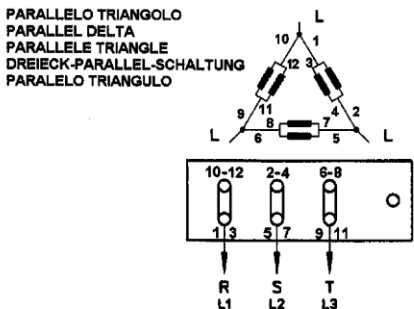 PARALLELO TRIANGOLO
PARALLEL DELTA
PARALLELE TRIANGLE
DREIECK-PARALLEL-SCHALTUNG
PARALELO TRIANGULO
L
10 1
12 3
11 4
9 2
8 7
6 5
L L
10-12 2-4 6-8
1 3 5 7 9 11
R S T
L1 L2 L3